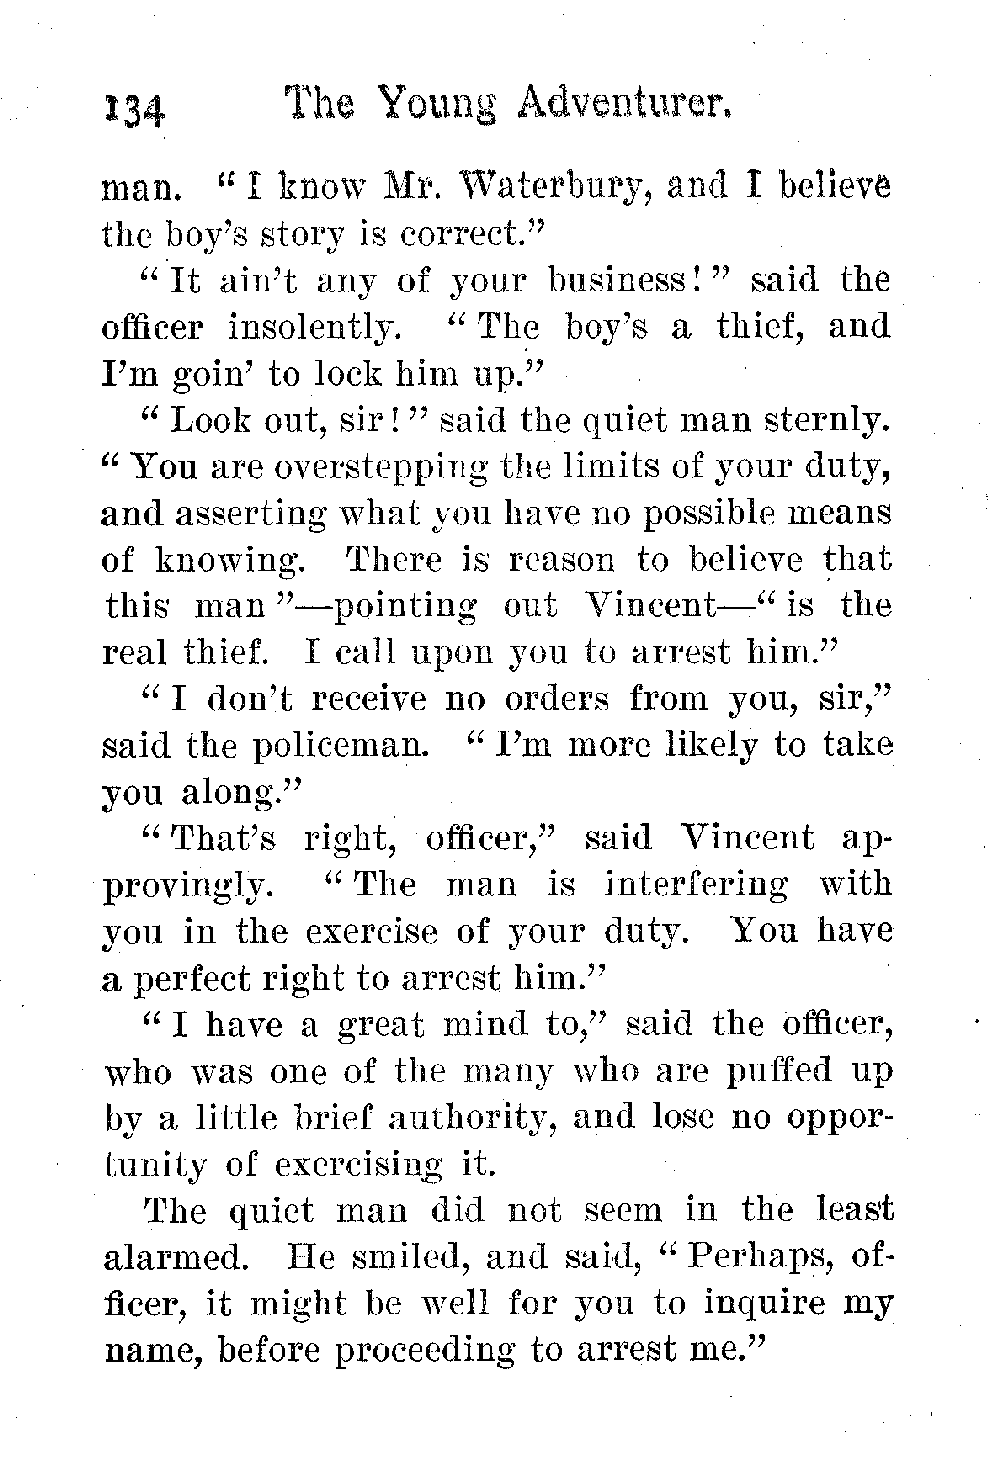 134 The Young Adventurer.
man. “I know Mr. Waterbury, and I believe
the boy’s story is correct.”
“It ain’t any of your business!” said the
officer insolently. “The boy’s a thief, and
I’m goin’ to lock him up.”
“Look out, sir!” said the quiet man sternly.
“You are overstepping the limits of your duty,
and asserting what you have no possible means
of knowing. There is reason to believe that
this man”—pointing out Vincent—“is the
real thief. I call upon you to arrest him.”
“I don’t receive no orders from you, sir,”
said the policeman. “I’m more likely to take
you along.”
“That’s right, officer,” said Vincent ap-
provingly. “The man is interfering with
you in the exercise of your duty. You have
a perfect right to arrest him.”
“I have a great mind to,” said the officer,
who was one of the many who are puffed up
by a little brief authority, and lose no oppor-
tunity of exercising it.
The quiet man did not seem in the least
alarmed. He smiled, and said, “Perhaps, of-
ficer, it might be well for you to inquire my
name, before proceeding to arrest me.”